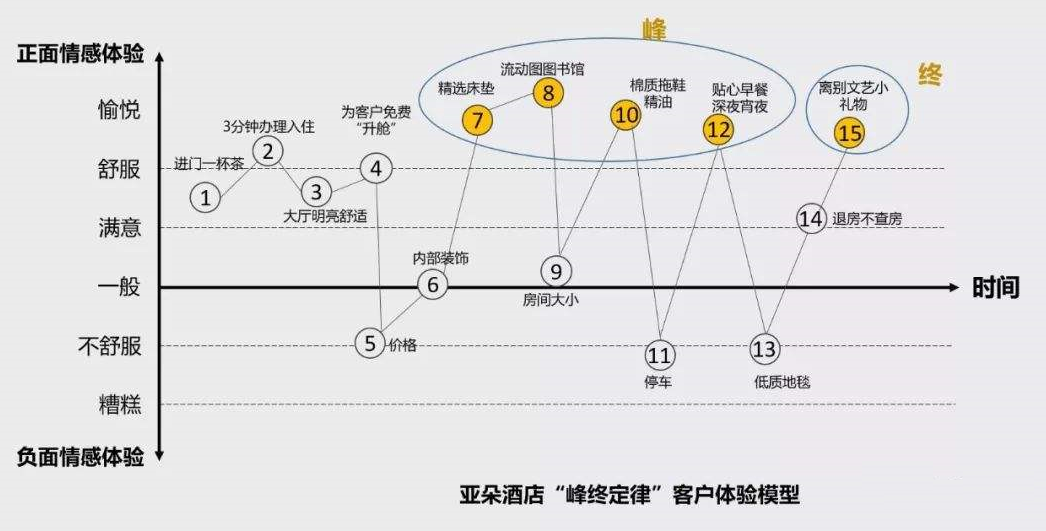 峰
终
正面情感体验
愉悦
舒服
满意
一般
不舒服
糟糕
负面情感体验
时间
进门一杯茶
1
3分钟办理入住
2
3
大厅明亮舒适
为客户免费
“升舱”
4
5
价格
内部装饰
6
精选床垫
7
流动图图书馆
8
9
房间大小
棉质拖鞋
精油
10
11
停车
贴心早餐
深夜宵夜
12
13
低质地毯
14
退房不查房
离别文艺小
礼物
15
亚朵酒店“峰终定律”客户体验模型